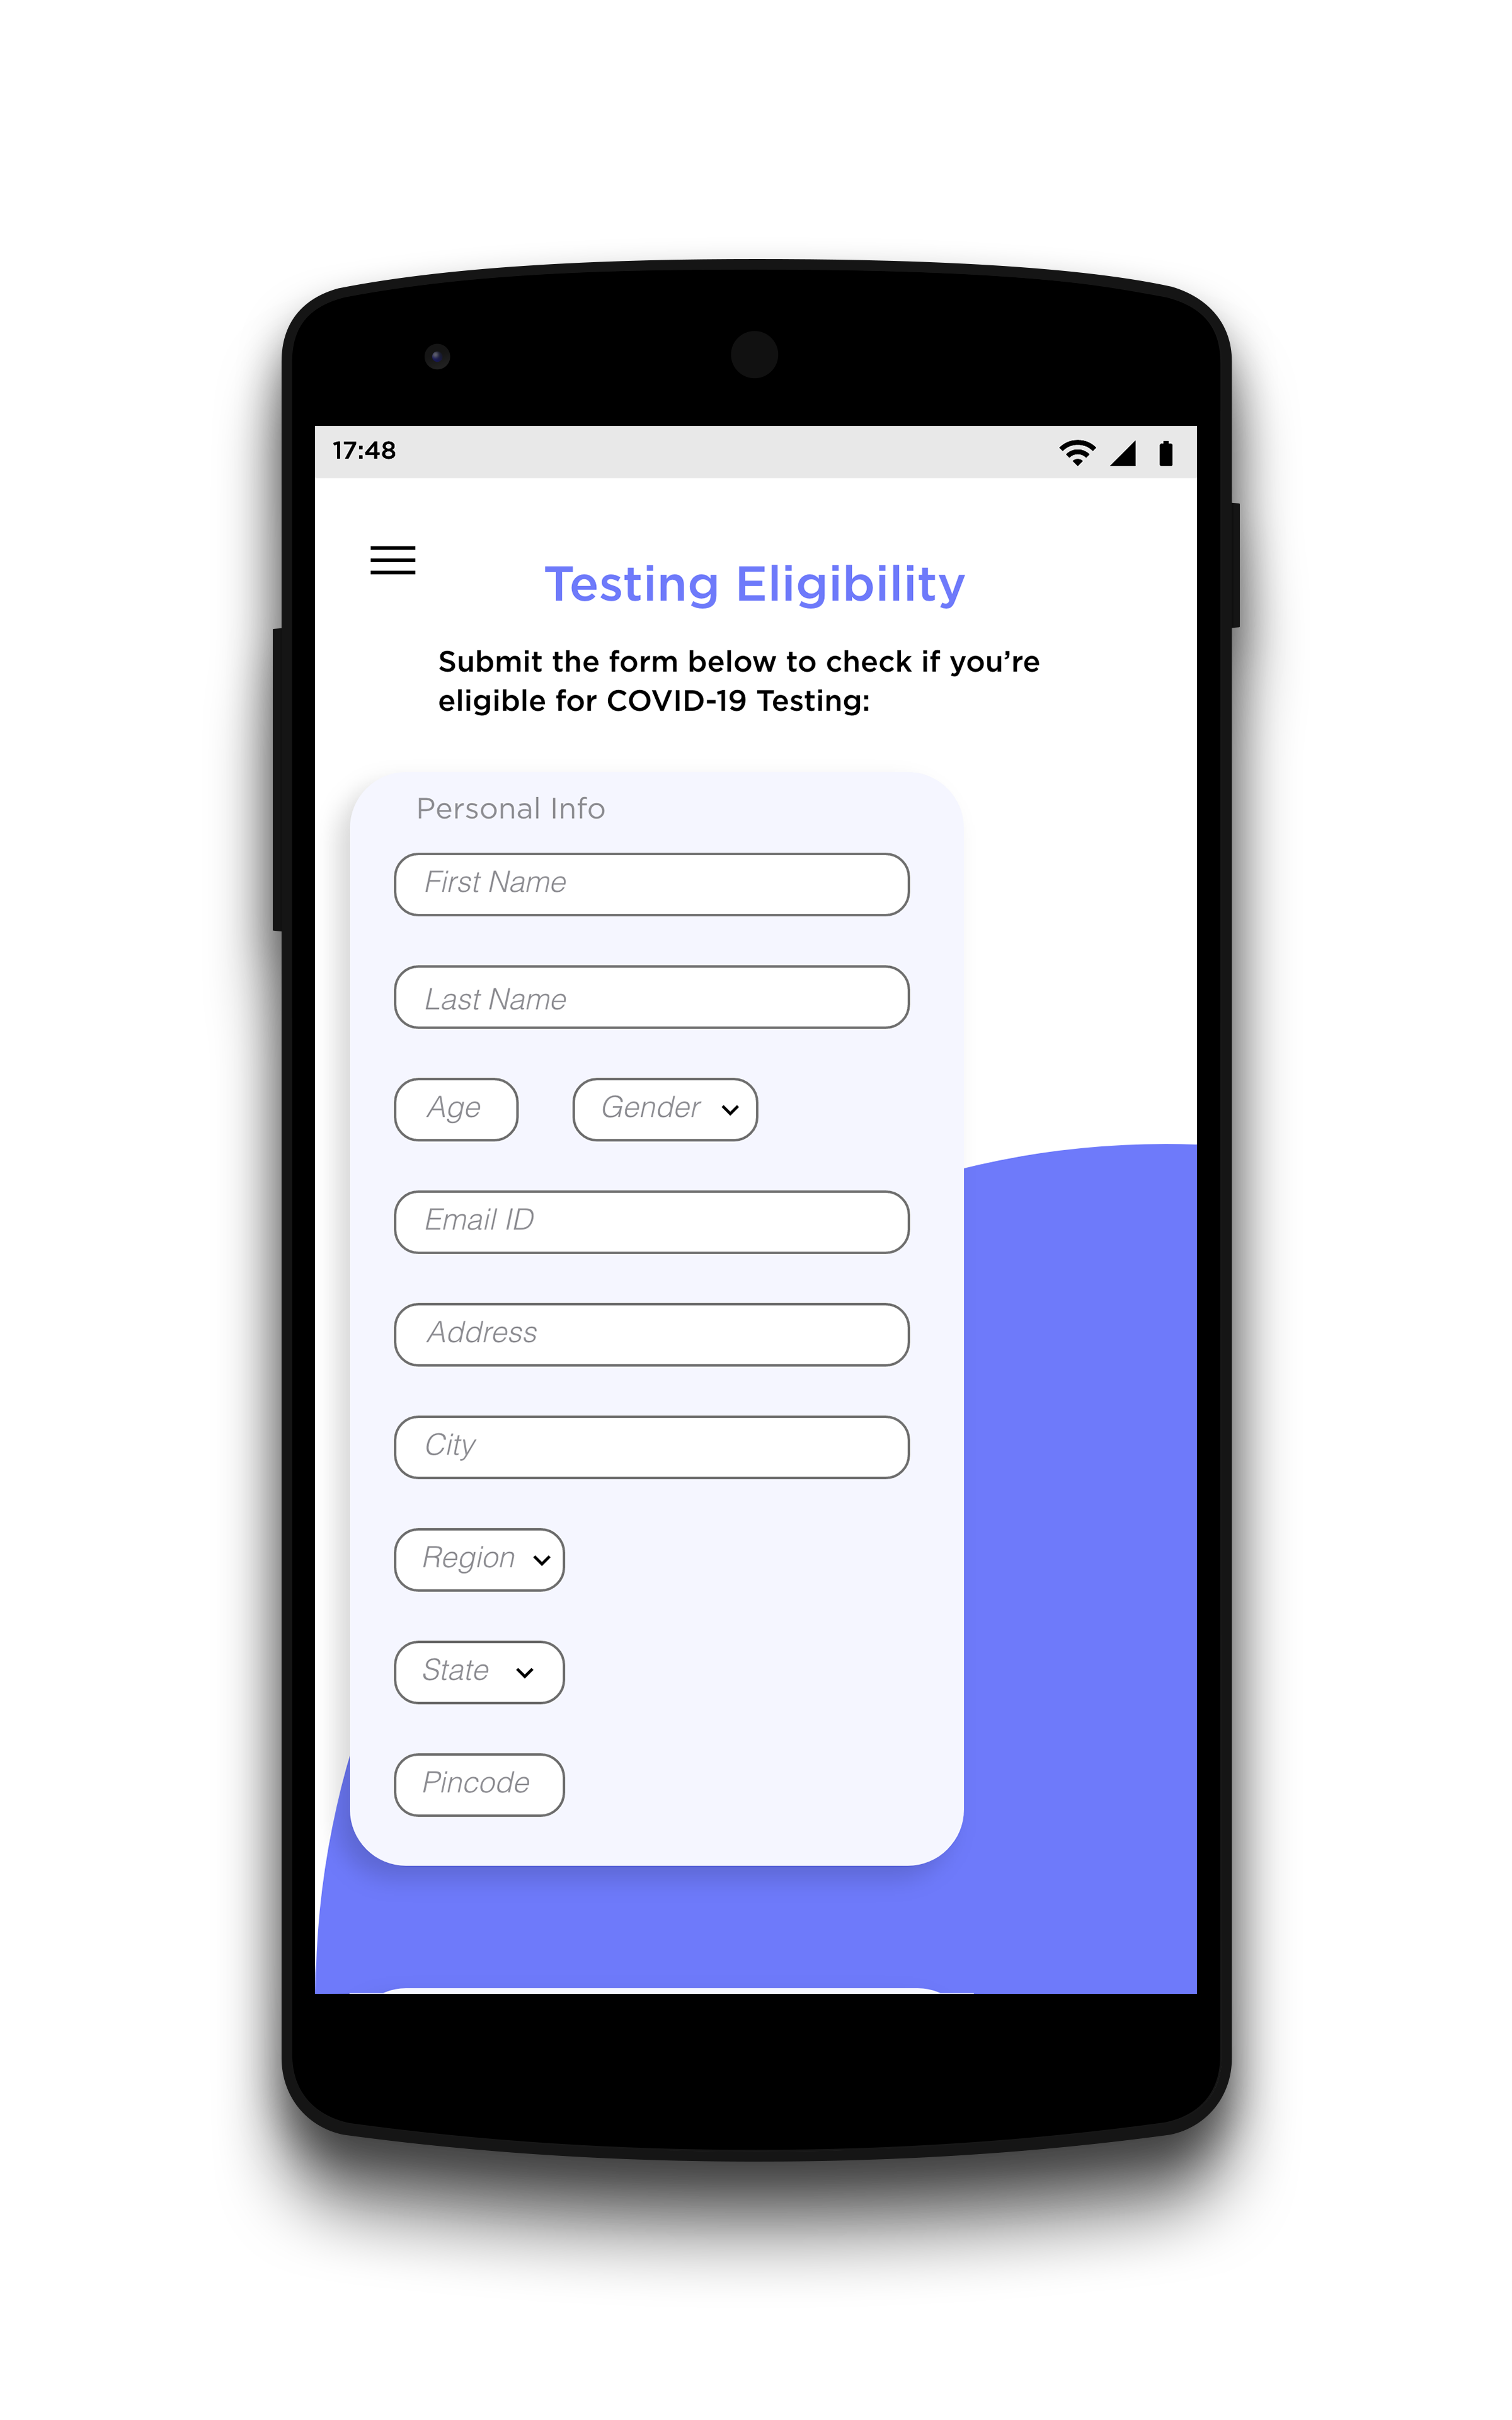 17:48
Testing Eligibility
Submit the form below to check if you’re
eligible for COVID-19 Testing:
Personal Info
First Name
Last Name
Age Gender
Email ID
Address
City
Region
State
Pincode